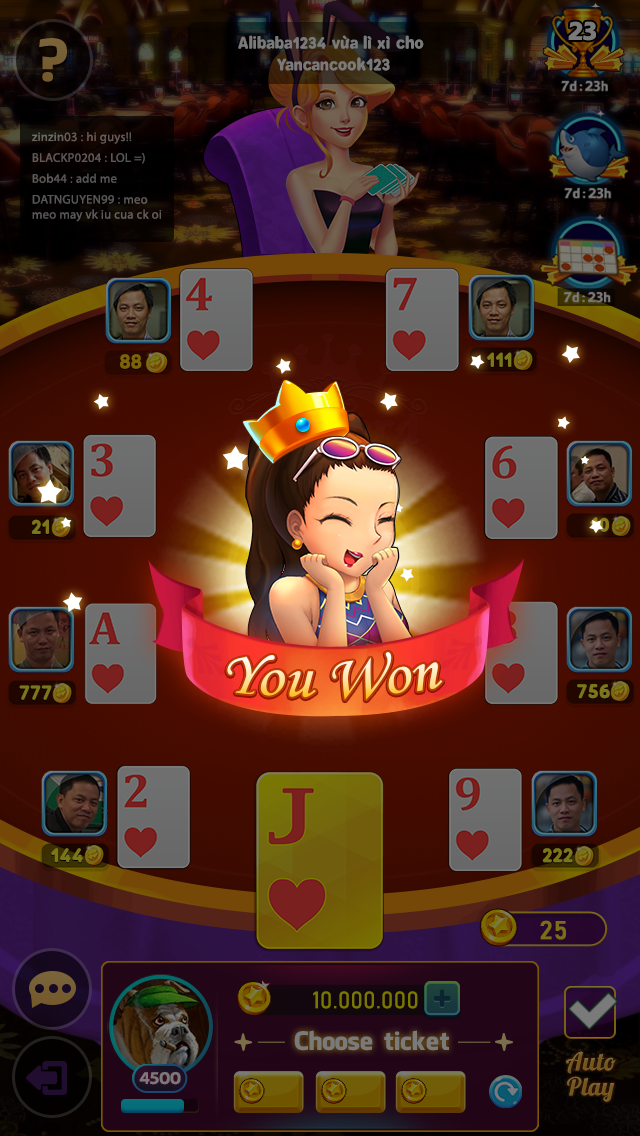 ?
Alibaba1234 vừa lì xì cho
Yancancook123
23
7d:23h
zinzin03 : hi guys!!
BLACKP0204 : LOL =)
Bob44 : add me
DATNGUYEN99 : meo
meo may vk iu cua ck oi
7d:23h
7d:23h
4
7
88
111
3
6
21
0
A
777
756
You Won
2
9
144
222
J
25
10.000.000
Choose ticket
4500
Auto
Play